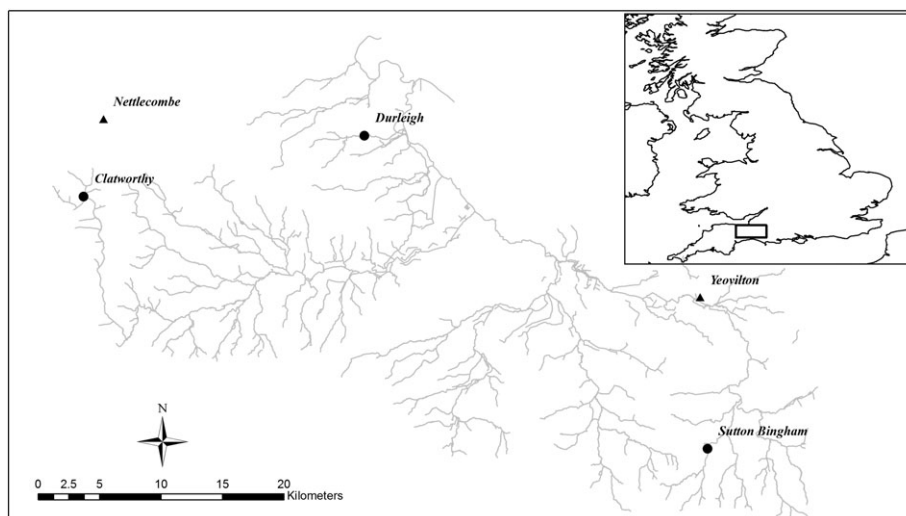 Nettlecombe
Durleigh
Clatworthy
Yeovilton
Sutton Bingham
N
0 2.5 5 10 15 20
Kilometers